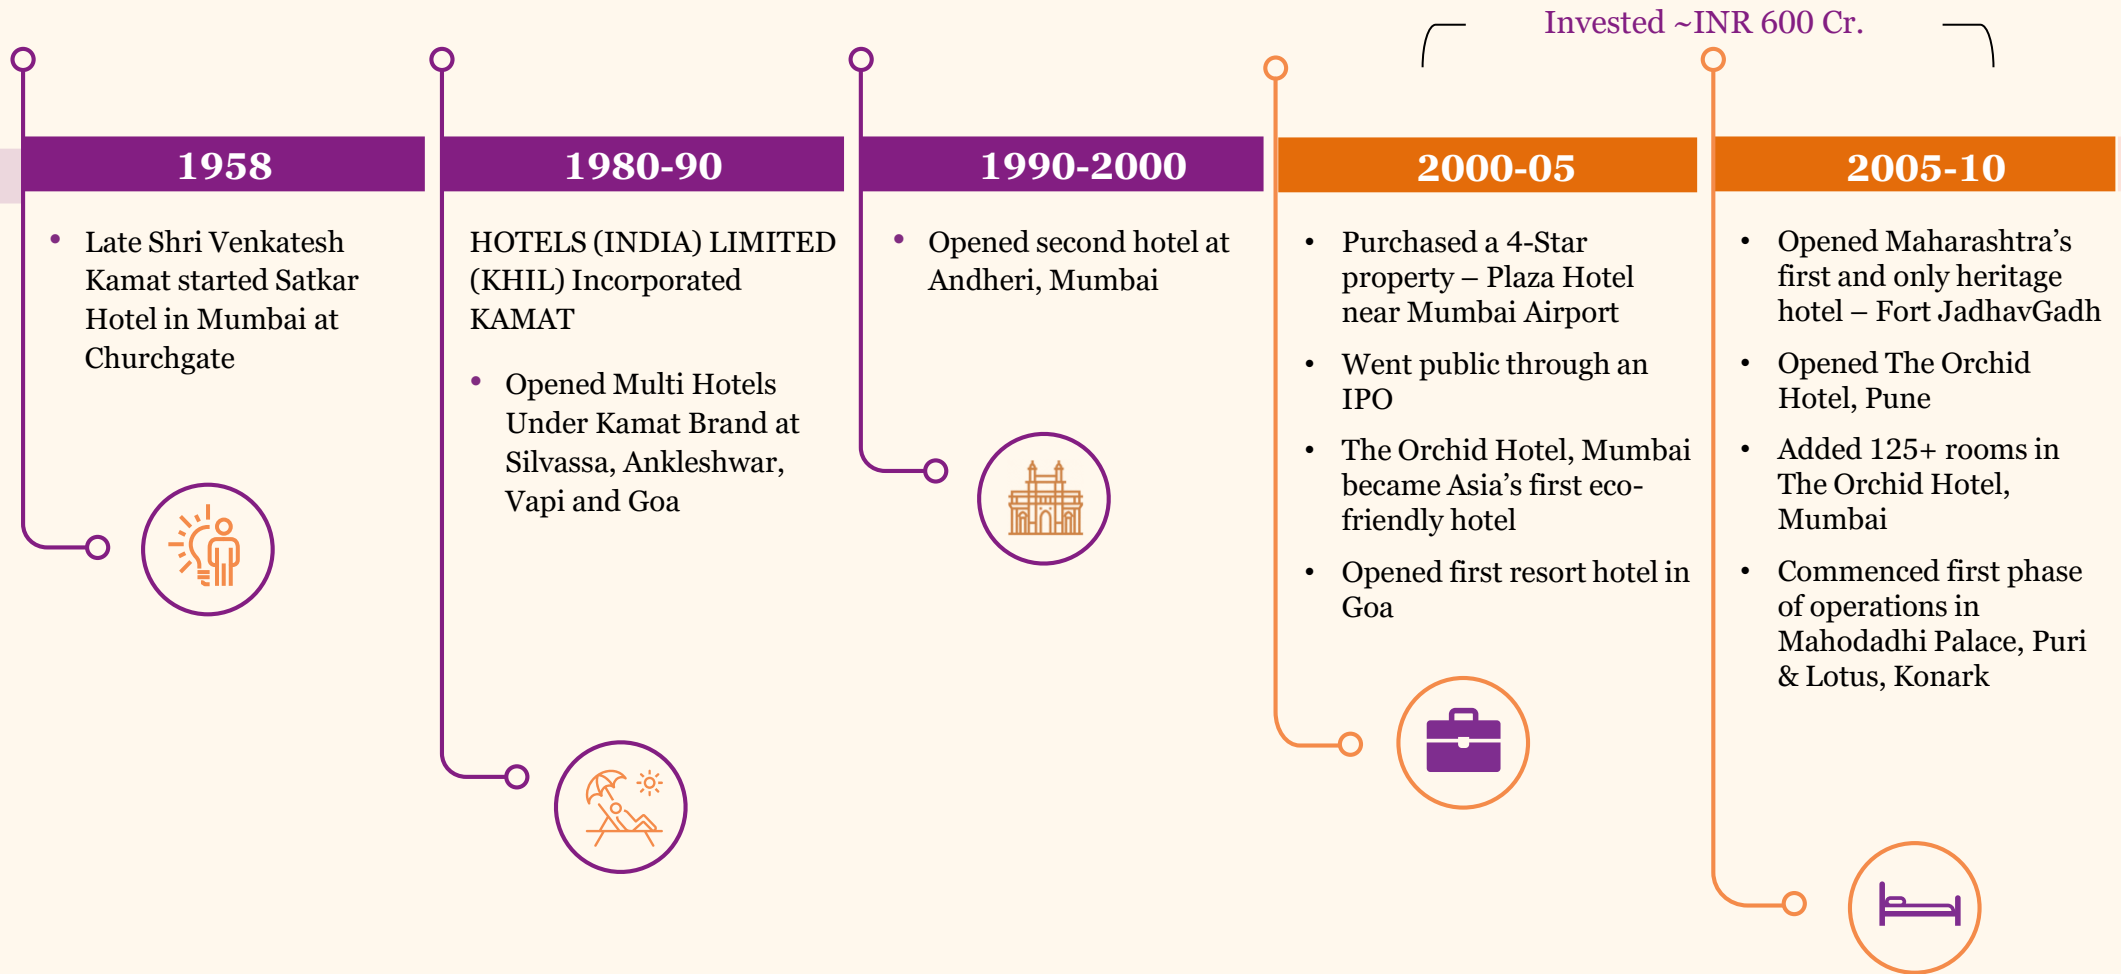 Invested ~INR 600 Cr.
1958
• Late Shri Venkatesh
Kamat started Satkar
Hotel in Mumbai at
Churchgate
1980-90
HOTELS (INDIA) LIMITED
(KHIL) Incorporated
KAMAT
• Opened Multi Hotels
Under Kamat Brand at
Silvassa, Ankleshwar,
Vapi and Goa
1990-2000
• Opened second hotel at
Andheri, Mumbai
2000-05
• Purchased a 4-Star
property – Plaza Hotel
near Mumbai Airport
• Went public through an
IPO
• The Orchid Hotel, Mumbai
became Asia’s first eco-
friendly hotel
• Opened first resort hotel in
Goa
2005-10
• Opened Maharashtra’s
first and only heritage
hotel – Fort JadhavGadh
• Opened The Orchid
Hotel, Pune
• Added 125+ rooms in
The Orchid Hotel,
Mumbai
• Commenced first phase
of operations in
Mahodadhi Palace, Puri
& Lotus, Konark